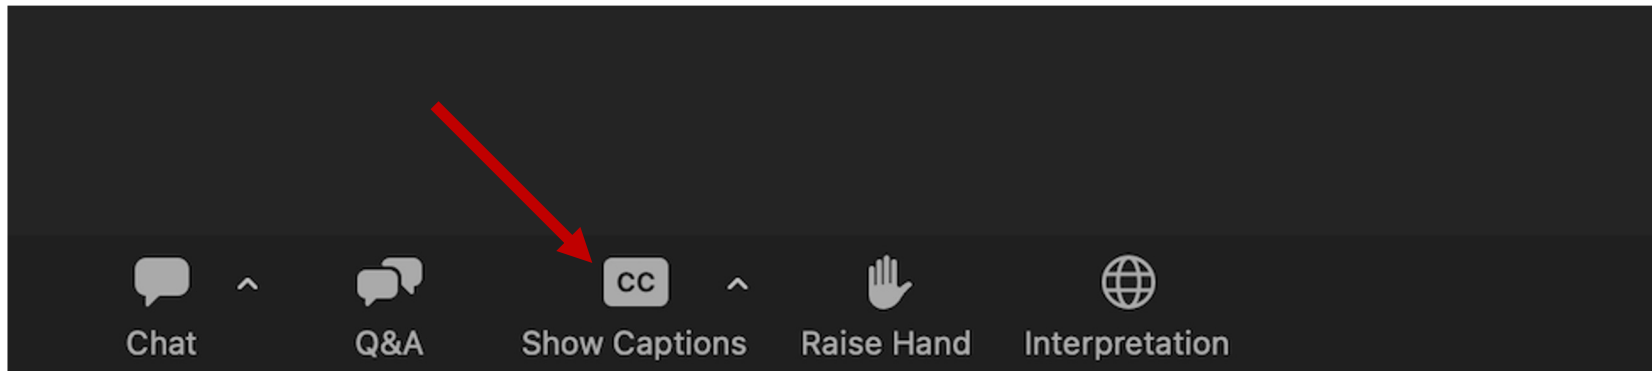 CC
Chat
Q&A
Show Captions
Raise Hand
Interpretation